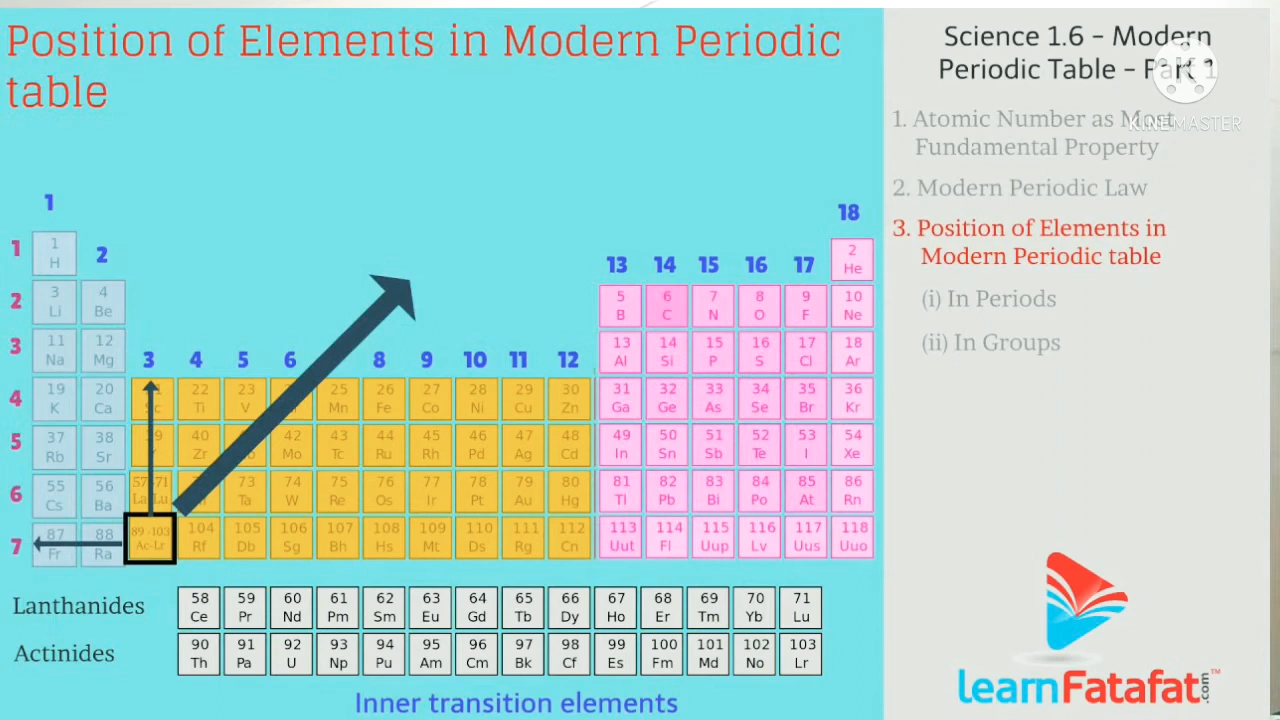 Position of Elements in Modern Periodic
table
Science 1.6 – Modern
Periodic Table – Part 1
KINEMASTER
1. Atomic Number as Most
Fundamental Property
2. Modern Periodic Law
3. Position of Elements in
Modern Periodic table
(i) In Periods
(ii) In Groups
1 18
1 1 2
H 2 He
13 14 15 16 17
2 3 4 5 6 7 8 9 10
Li Be B C N O F Ne
3 11 12 13 14 15 16 17 18
Na Mg Al Si P S Cl Ar
3 4 5 6 8 9 10 11 12
4 19 20 22 23 25 26 27 28 29 30 31 32 33 34 35 36
K Ca Ti V Mn Fe Co Ni Cu Zn Ga Ge As Se Br Kr
5 37 38 40 42 43 44 45 46 47 48 49 50 51 52 53 54
Rb Sr Zr Mo Tc Ru Rh Pd Ag Cd In Sn Sb Te I Xe
6 55 56 73 74 75 76 77 78 79 80 81 82 83 84 85 86
Cs Ba Ta W Re Os Ir Pt Au Hg Tl Pb Bi Po At Rn
7 87 88 89 -103 104 105 106 107 108 109 110 111 112 113 114 115 116 117 118
Fr Ra Ac-Lr Rf Db Sg Bh Hs Mt Ds Rg Cn Uut Fl Uup Lv Uus Uuo
Lanthanides
58 59 60 61 62 63 64 65 66 67 68 69 70 71
Ce Pr Nd Pm Sm Eu Gd Tb Dy Ho Er Tm Yb Lu
Actinides
90 91 92 93 94 95 96 97 98 99 100 101 102 103
Th Pa U Np Pu Am Cm Bk Cf Es Fm Md No Lr
Inner transition elements
learnFatafat.com™